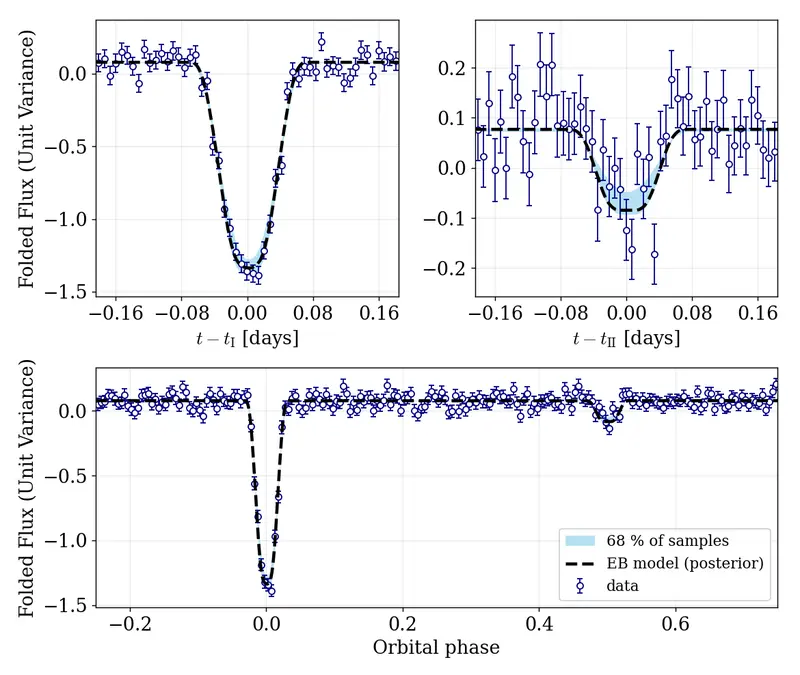 Folded Flux (Unit Variance)
0.0
−0.5
−1.0
−1.5
−0.16 −0.08 0.00 0.08 0.16
t − tI [days]
0.2
0.1
0.0
−0.1
−0.2
−0.16 −0.08 0.00 0.08 0.16
t − tII [days]
Folded Flux (Unit Variance)
0.0
−0.5
−1.0
−1.5
68 % of samples
EB model (posterior)
data
−0.2 0.0 0.2 0.4 0.6
Orbital phase